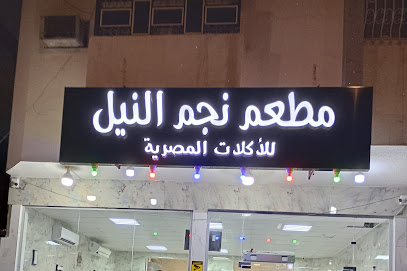 مطعم نجم النيل
للأكلات المصرية